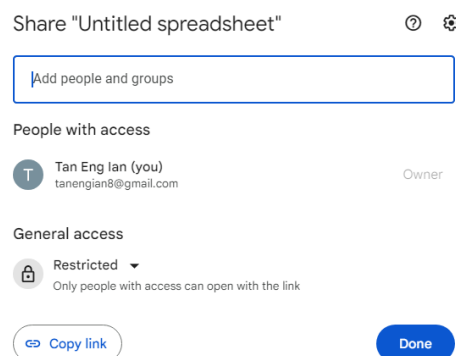 Share "Untitled spreadsheet"
Add people and groups
People with access
T
Tan Eng Ian (you)
tanengian8@gmail.com
Owner
General access
Restricted
Only people with access can open with the link
Copy link
Done